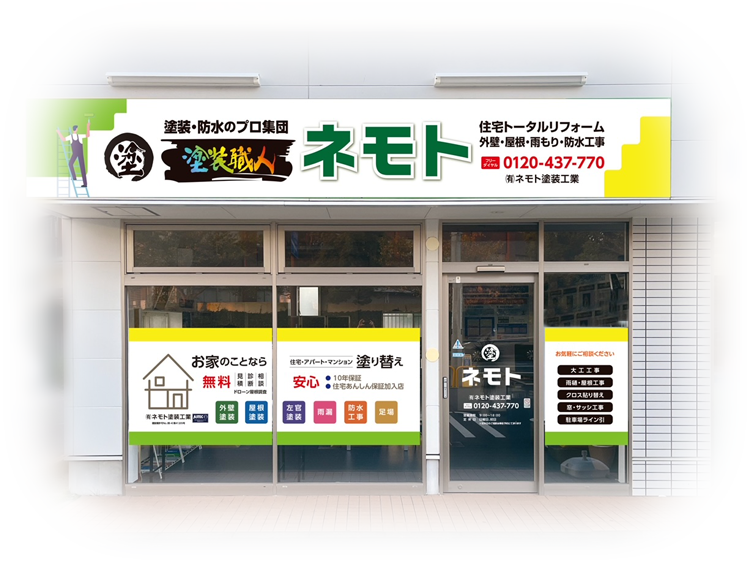 塗
塗装・防水のプロ集団
塗装職人
ネモト
住宅トータルリフォーム
外壁・屋根・雨もり・防水工事
フリーダイヤル 0120-437-770
㈲ネモト塗装工業
お家のことなら
無料 見積 診断 相談
ドローン屋根調査
㈲ネモト塗装工業
外壁塗装
屋根塗装
住宅・アパート・マンション 塗り替え
安心
●10年保証
●住宅あんしん保証加入店
左官塗装
雨漏
防水工事
足場
塗
ネモト
㈲ネモト塗装工業
0120-437-770
お気軽にご相談ください
大工工事
雨樋・屋根工事
クロス貼り替え
窓・サッシ工事
駐車場ライン引